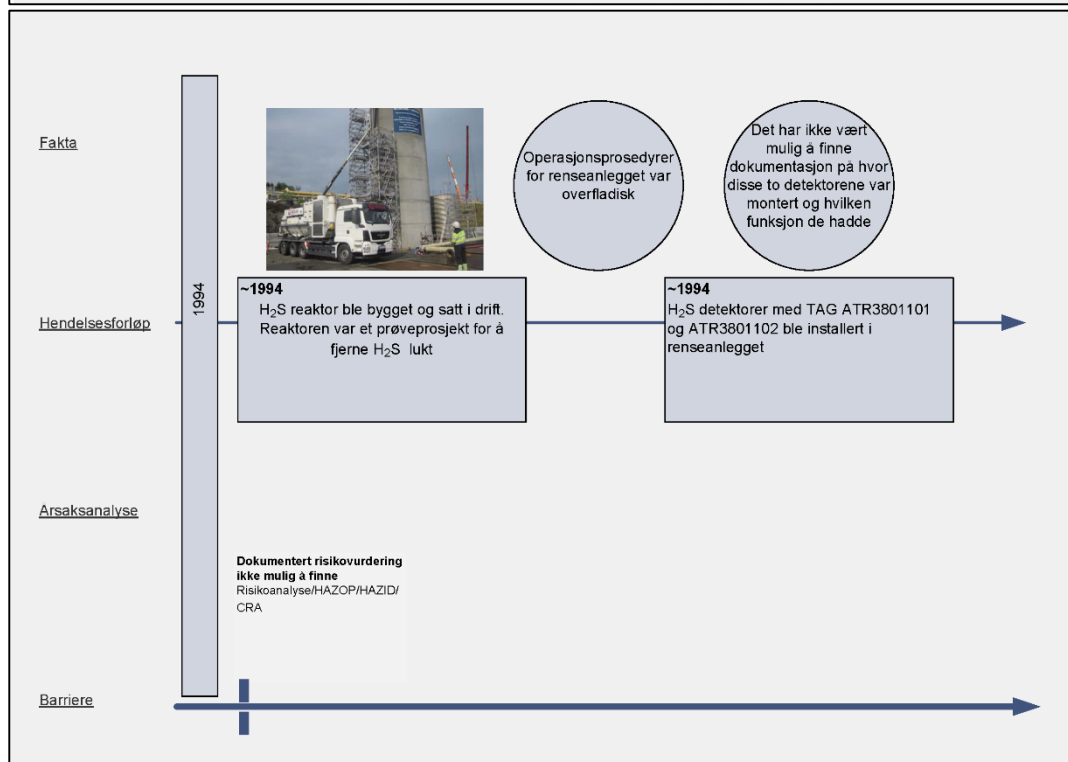 Fakta
Operasjonsprosedyrer
for renseanlegget var
overfladisk
Det har ikke vært
mulig å finne
dokumentasjon på hvor
disse to detektorene var
montert og hvilken
funksjon de hadde
1994
Hendelsesforløp
~1994
H₂S reaktor ble bygget og satt i drift.
Reaktoren var et prøveprosjekt for å
fjerne H₂S lukt
~1994
H₂S detektorer med TAG ATR3801101
og ATR3801102 ble installert i
renseanlegget
Årsaksanalyse
Dokumentert risikovurdering
ikke mulig å finne
Risikoanalyse/HAZOP/HAZID/
CRA
Barriere